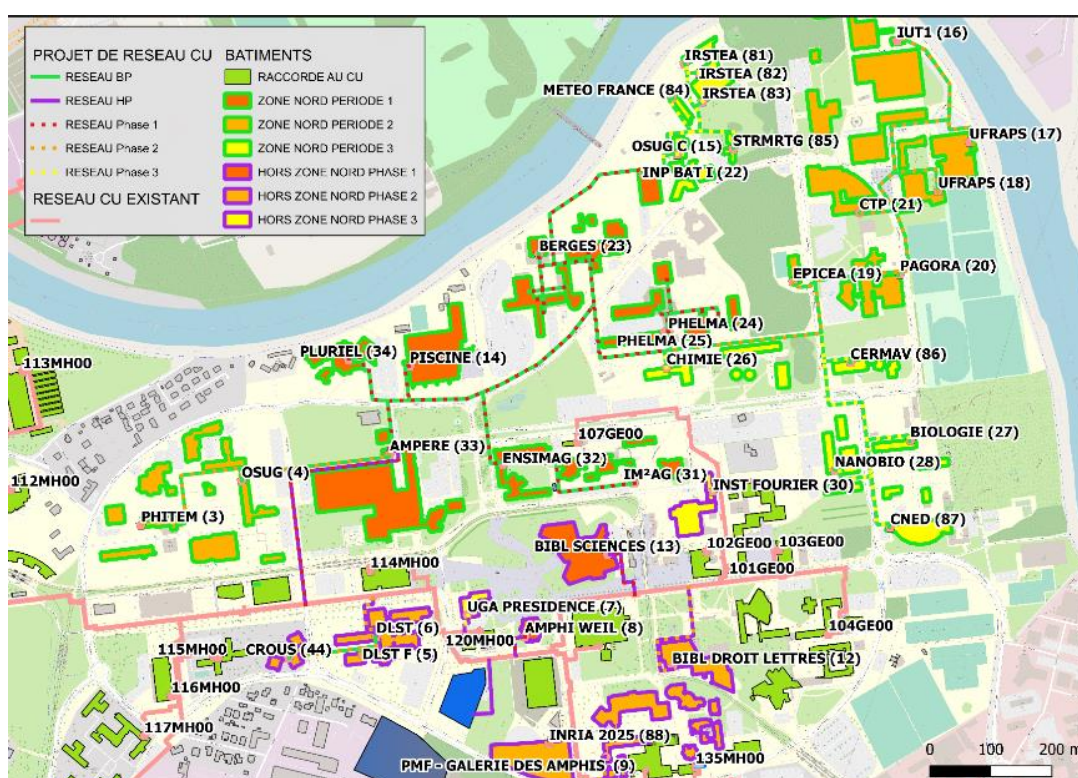 PROJET DE RESEAU CU
RESEAU BP
RESEAU HP
RESEAU Phase 1
RESEAU Phase 2
RESEAU Phase 3
RESEAU CU EXISTANT
BATIMENTS
RACCORDE AU CU
ZONE NORD PERIODE 1
ZONE NORD PERIODE 2
ZONE NORD PERIODE 3
HORS ZONE NORD PHASE 1
HORS ZONE NORD PHASE 2
HORS ZONE NORD PHASE 3
IUT1 (16)
IRSTEA (81)
IRSTEA (82)
METEO FRANCE (84)
IRSTEA (83)
UFRAPS (17)
OSUG C (15)
STRMRTG (85)
INP BAT I (22)
UFRAPS (18)
CTP (21)
BERGES (23)
EPICEA (19)
PAGORA (20)
PHELMA (24)
PHELMA (25)
PLURIEL (34)
PISCINE (14)
CHIMIE (26)
CERMAV (86)
113MH00
107GE00
AMPERE (33)
BIOLOGIE (27)
ENSIMAG (32)
NANOBIO (28)
OSUG (4)
IM²AG (31)
112MH00
INST FOURIER (30)
PHITEM (3)
CNED (87)
BIBL SCIENCES (13)
102GE00
103GE00
114MH00
101GE00
UGA PRESIDENCE (7)
DLST (6)
AMPHI WEIL (8)
104GE00
120MH00
115MH00
CROUS (44)
DLST F (5)
BIBL DROIT LETTRES (12)
116MH00
117MH00
INRIA 2025 (88)
135MH00
PMF - GALERIE DES AMPHIS (9)
0 100 200 m